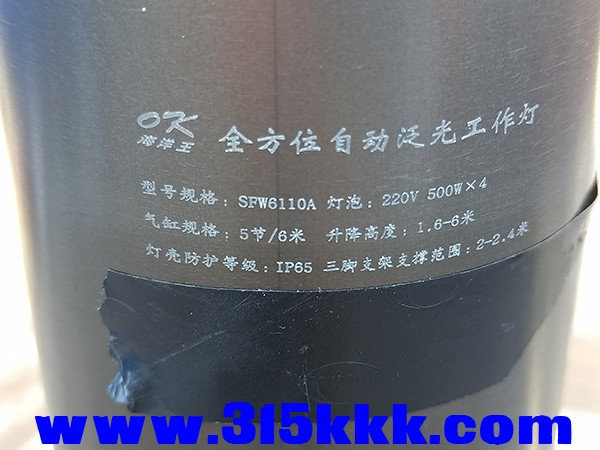 OK
海洋王
全方位自动泛光工作灯
型号规格：SFW6110A 灯泡：220V 500W×4
气缸规格：5节/6米 升降高度：1.6-6米
灯壳防护等级：IP65 三脚支架支撑范围：2-2.4米
www.315kkk.com